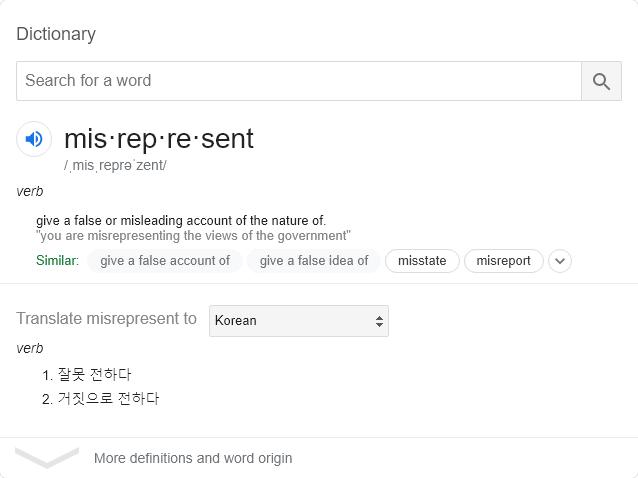 Dictionary
Search for a word
mis·rep·re·sent
/ˌmisˌreprəˈzent/
verb
give a false or misleading account of the nature of.
"you are misrepresenting the views of the government"
Similar: give a false account of give a false idea of misstate misreport
Translate misrepresent to Korean
verb
1. 잘못 전하다
2. 거짓으로 전하다
More definitions and word origin